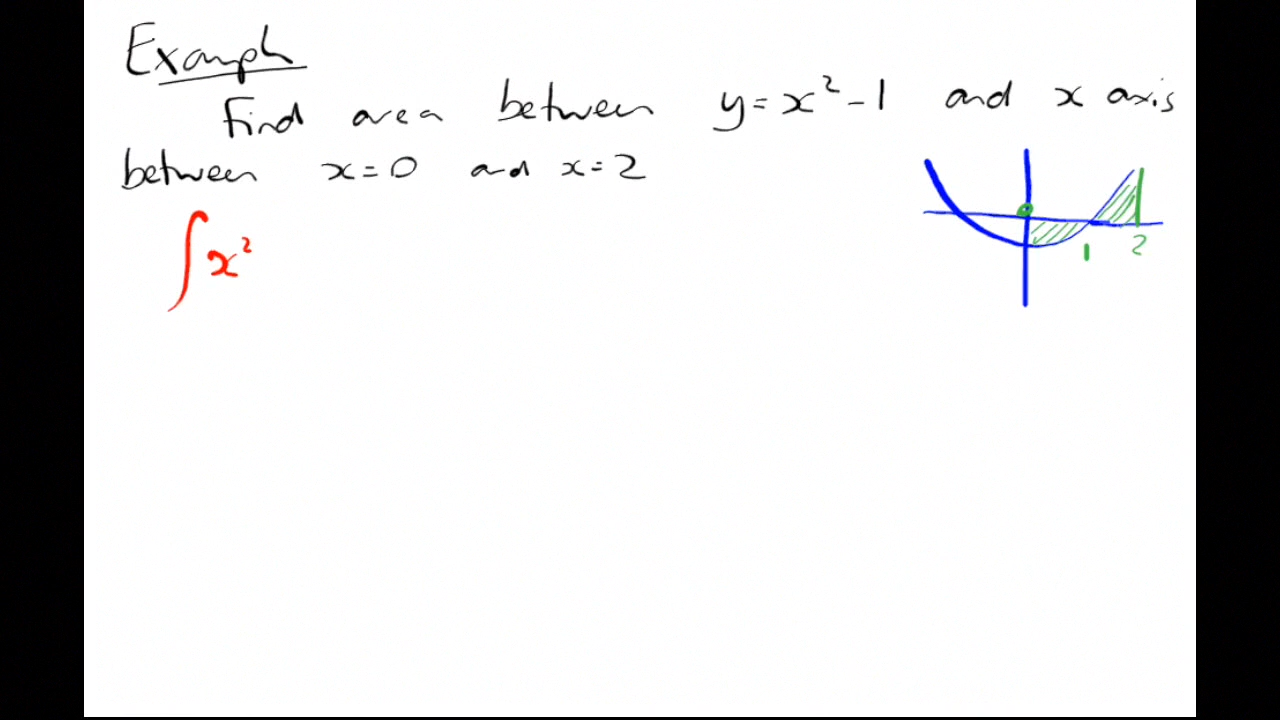 Example
Find area between y = x² - 1 and x axis
between x = 0 and x = 2
∫ x²
1 2